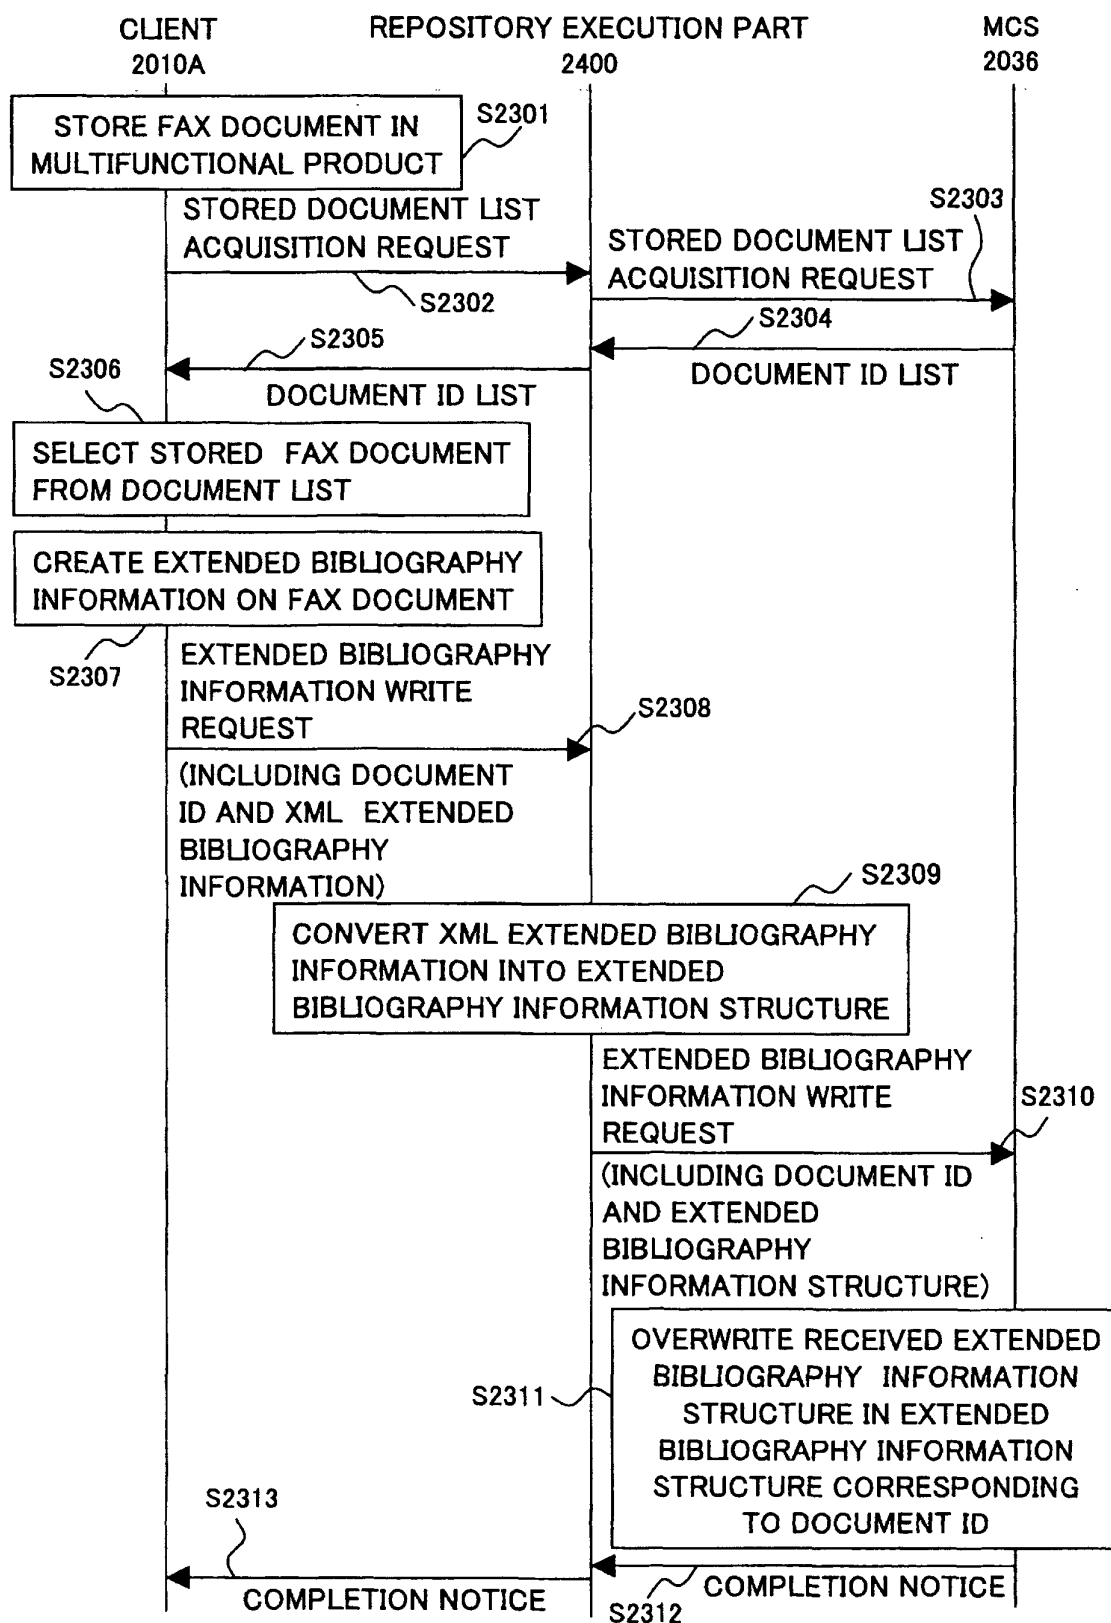 CLIENT
2010A
REPOSITORY EXECUTION PART
2400
MCS
2036
STORE FAX DOCUMENT IN
MULTIFUNCTIONAL PRODUCT
S2301
STORED DOCUMENT LIST
ACQUISITION REQUEST
S2302
S2303
STORED DOCUMENT LIST
ACQUISITION REQUEST
S2304
DOCUMENT ID LIST
S2305
DOCUMENT ID LIST
S2306
SELECT STORED FAX DOCUMENT
FROM DOCUMENT LIST
CREATE EXTENDED BIBLIOGRAPHY
INFORMATION ON FAX DOCUMENT
S2307
EXTENDED BIBLIOGRAPHY
INFORMATION WRITE
REQUEST
S2308
(INCLUDING DOCUMENT
ID AND XML EXTENDED
BIBLIOGRAPHY
INFORMATION)
S2309
CONVERT XML EXTENDED BIBLIOGRAPHY
INFORMATION INTO EXTENDED
BIBLIOGRAPHY INFORMATION STRUCTURE
EXTENDED BIBLIOGRAPHY
INFORMATION WRITE
REQUEST
S2310
(INCLUDING DOCUMENT ID
AND EXTENDED
BIBLIOGRAPHY
INFORMATION STRUCTURE)
OVERWRITE RECEIVED EXTENDED
BIBLIOGRAPHY INFORMATION
STRUCTURE IN EXTENDED
BIBLIOGRAPHY INFORMATION
STRUCTURE CORRESPONDING
TO DOCUMENT ID
S2311
S2313
COMPLETION NOTICE
S2312
COMPLETION NOTICE